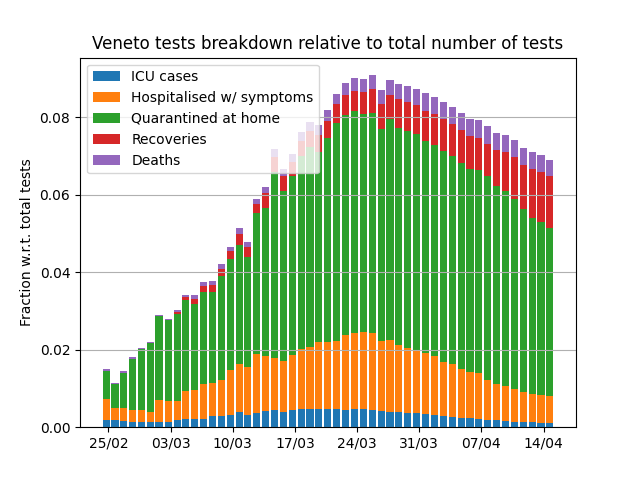 Veneto tests breakdown relative to total number of tests
ICU cases
Hospitalised w/ symptoms
Quarantined at home
Recoveries
Deaths
Fraction w.r.t. total tests
0.08
0.06
0.04
0.02
0.00
25/02 03/03 10/03 17/03 24/03 31/03 07/04 14/04